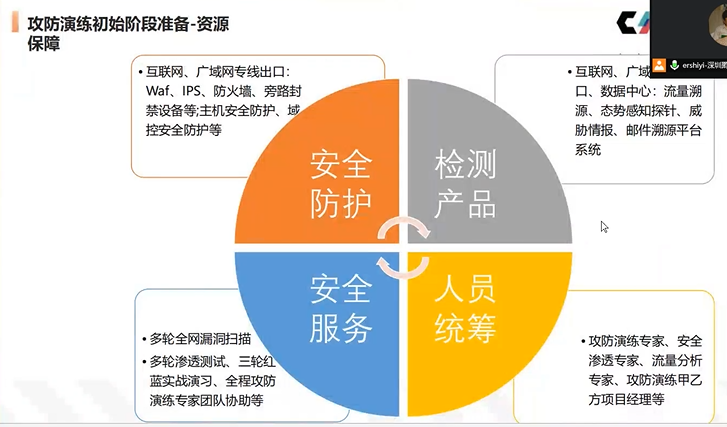 攻防演练初始阶段准备-资源
保障
ershiyi-深圳
• 互联网、广域网专线出口：
Waf、IPS、防火墙、旁路封
禁设备等;主机安全防护、域
控安全防护等
• 互联网、广域
口、数据中心：流量溯
源、态势感知探针、威
胁情报、邮件溯源平台
系统
安全
防护
检测
产品
安全
服务
人员
统筹
• 多轮全网漏洞扫描
• 多轮渗透测试、三轮红
蓝实战演习、全程攻防
演练专家团队协助等
• 攻防演练专家、安全
渗透专家、流量分析
专家、攻防演练甲乙
方项目经理等